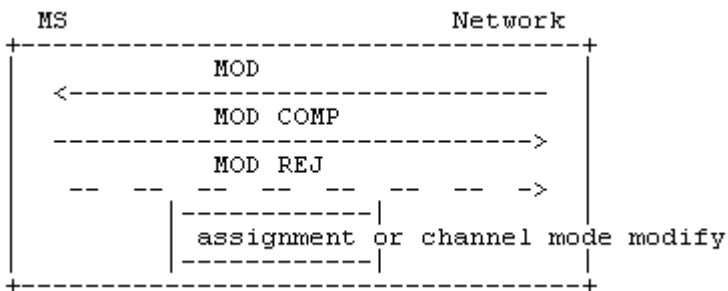 MS Network
MOD
MOD COMP
MOD REJ
assignment or channel mode modify